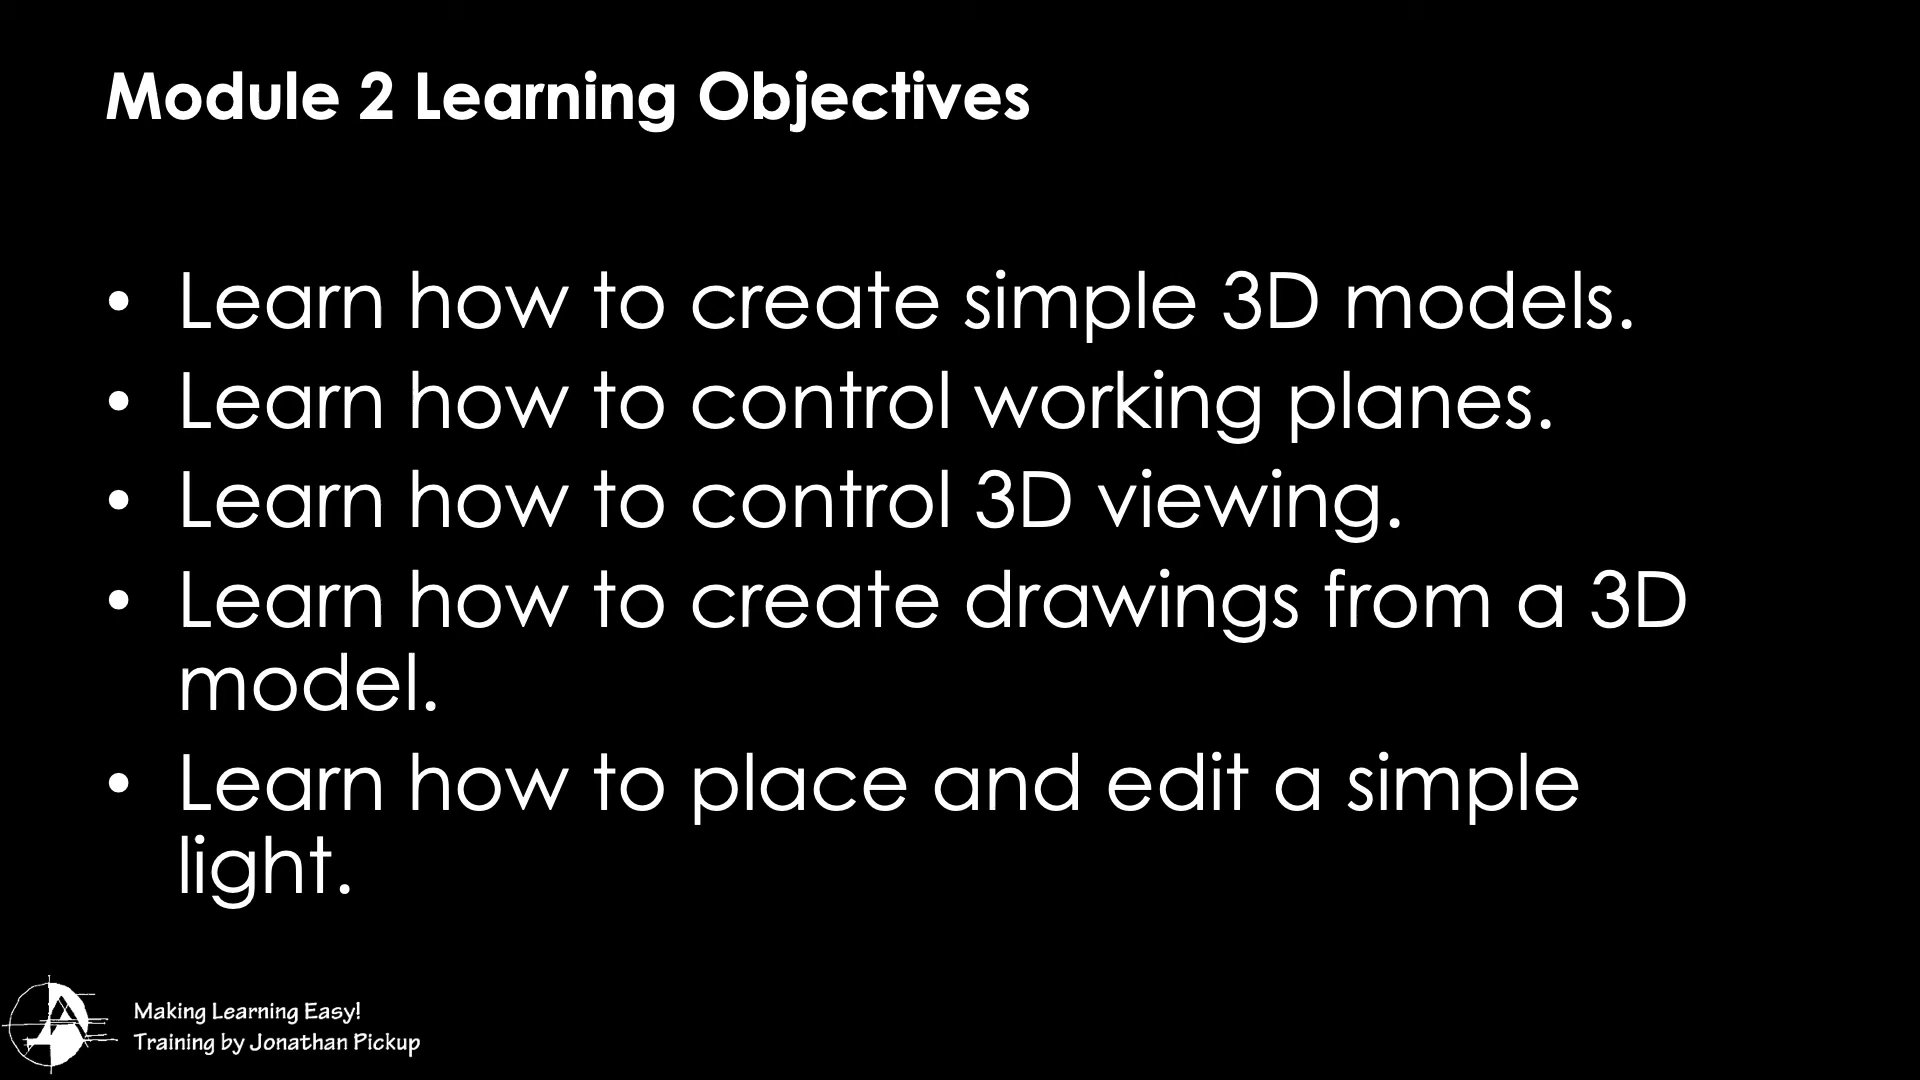 Module 2 Learning Objectives
• Learn how to create simple 3D models.
• Learn how to control working planes.
• Learn how to control 3D viewing.
• Learn how to create drawings from a 3D
model.
• Learn how to place and edit a simple
light.
Making Learning Easy!
Training by Jonathan Pickup